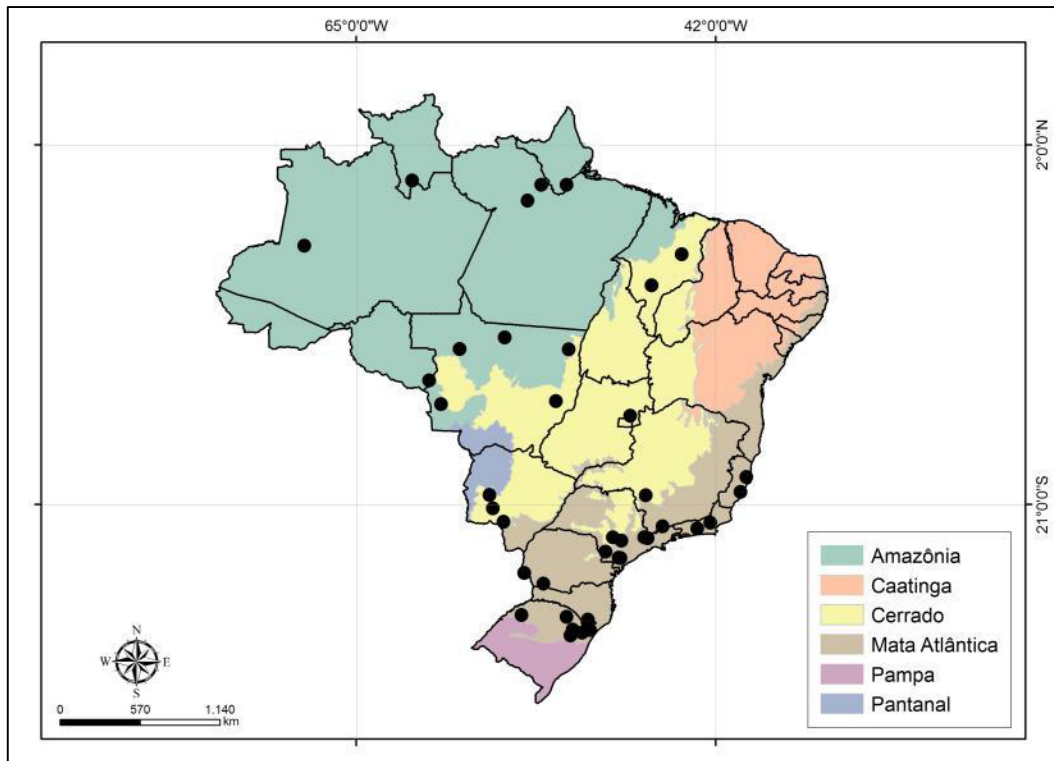 65°0'0"W
42°0'0"W
2°0'0"N
21°0'0"S
Amazônia
Caatinga
Cerrado
Mata Atlântica
Pampa
Pantanal
N
W
E
S
0
570
1.140
km